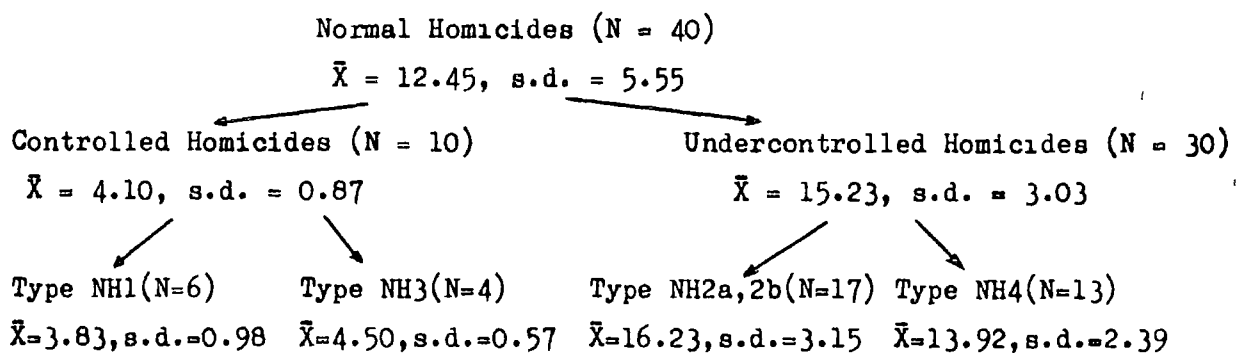 Normal Homicides (N = 40)
X̄ = 12.45, s.d. = 5.55
Controlled Homicides (N = 10) Undercontrolled Homicides (N = 30)
X̄ = 4.10, s.d. = 0.87 X̄ = 15.23, s.d. = 3.03
Type NH1(N=6) Type NH3(N=4) Type NH2a,2b(N=17) Type NH4(N=13)
X̄=3.83,s.d.=0.98 X̄=4.50,s.d.=0.57 X̄=16.23,s.d.=3.15 X̄=13.92,s.d.=2.39